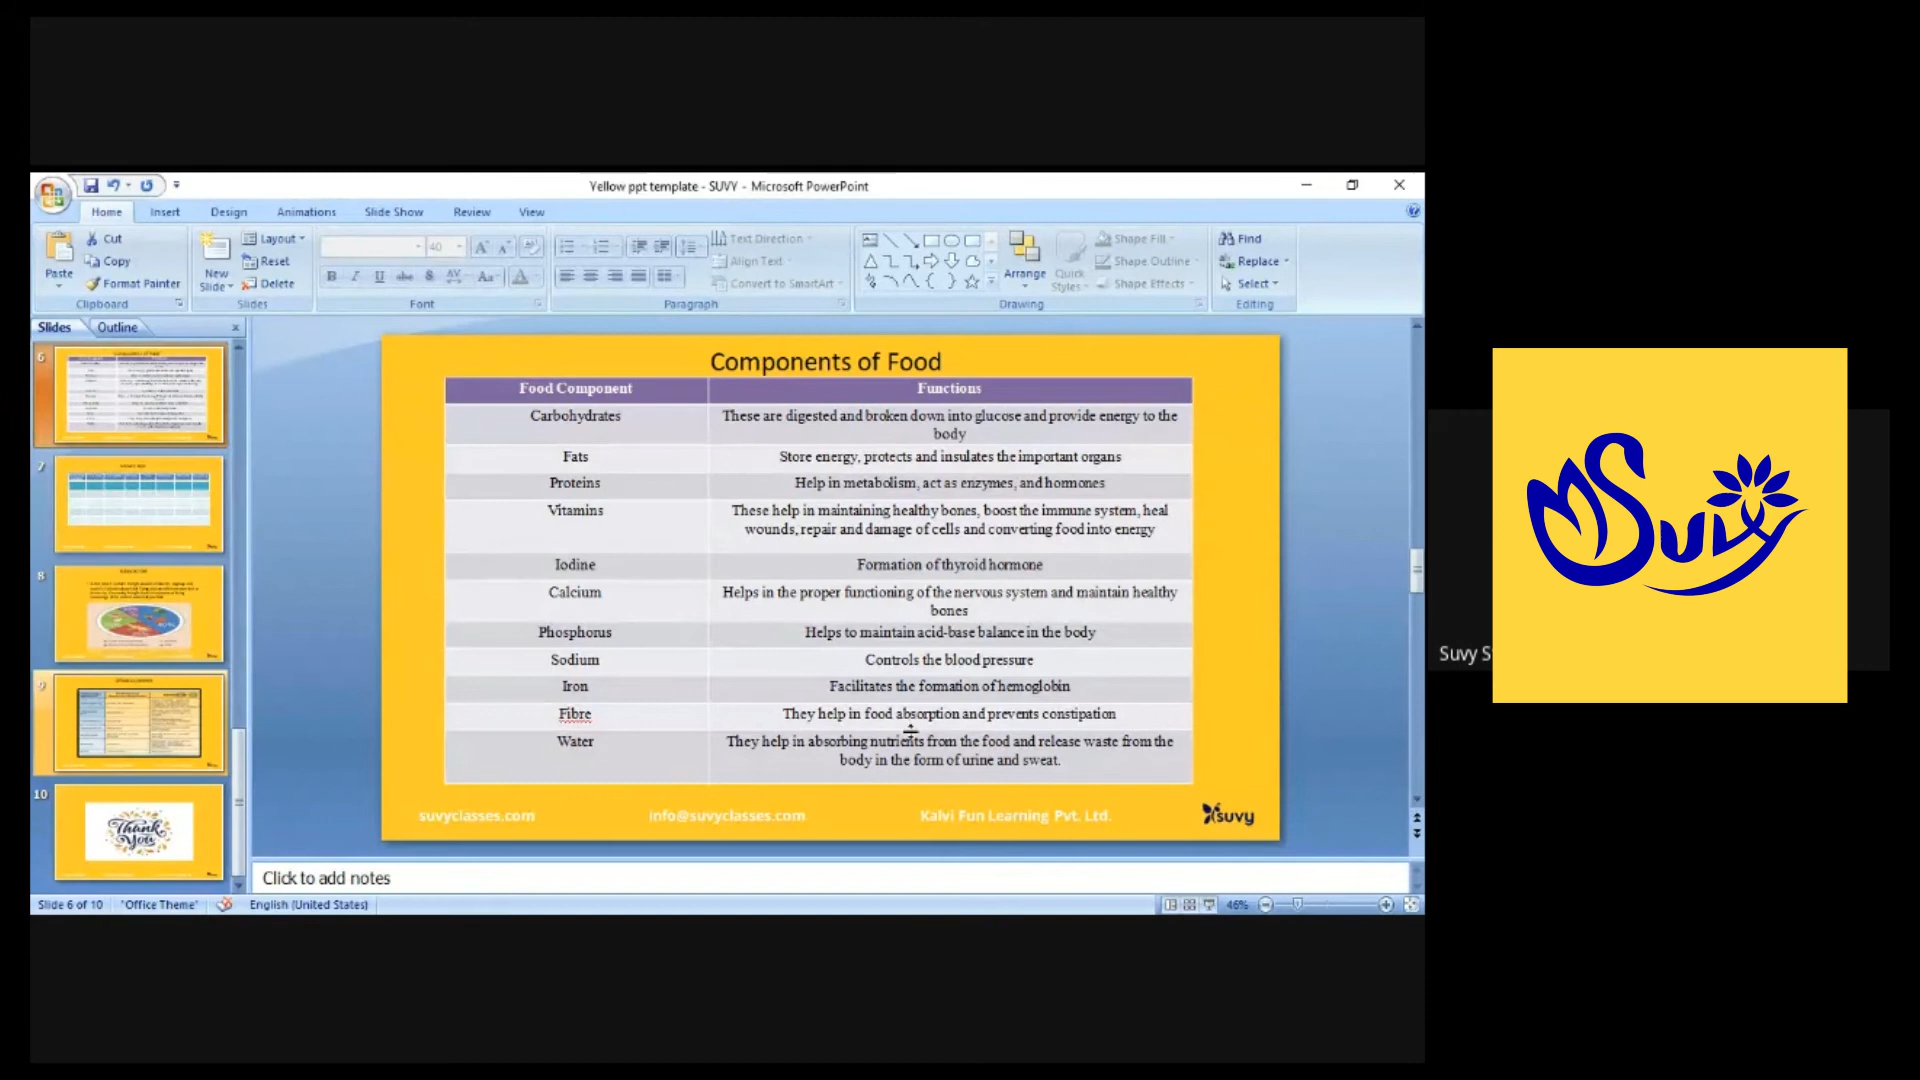 Yellow ppt template - SUVY - Microsoft PowerPoint
Home Insert Design Animations Slide Show Review View
Paste
Cut
Copy
Format Painter
Clipboard
New
Slide
Layout
Reset
Delete
Slides
40
Font
Text Direction
Align Text
Convert to SmartArt
Paragraph
Arrange
Quick
Styles
Shape Fill
Shape Outline
Shape Effects
Drawing
Find
Replace
Select
Editing
Slides Outline
6
7
8
9
10
Thank
You
Components of Food
Food Component Functions
Carbohydrates These are digested and broken down into glucose and provide energy to the
body
Fats Store energy, protects and insulates the important organs
Proteins Help in metabolism, act as enzymes, and hormones
Vitamins These help in maintaining healthy bones, boost the immune system, heal
wounds, repair and damage of cells and converting food into energy
Iodine Formation of thyroid hormone
Calcium Helps in the proper functioning of the nervous system and maintain healthy
bones
Phosphorus Helps to maintain acid-base balance in the body
Sodium Controls the blood pressure
Iron Facilitates the formation of hemoglobin
Fibre They help in food absorption and prevents constipation
Water They help in absorbing nutrients from the food and release waste from the
body in the form of urine and sweat.
suvyclasses.com info@suvyclasses.com Kalvi Fun Learning Pvt. Ltd. suvy
Click to add notes
Slide 6 of 10 "Office Theme" English (United States) 46%
Suvy S
Suvy